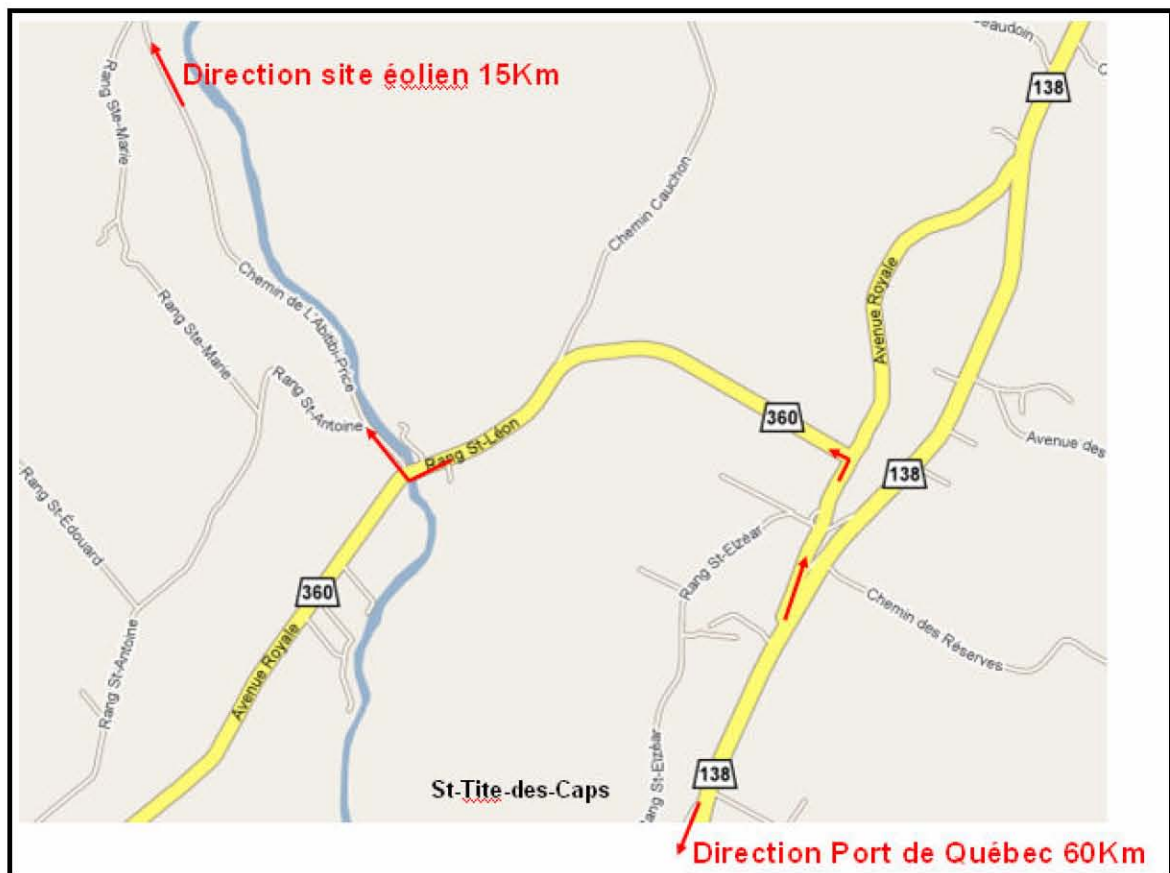 eaudoin
C
138
Direction site éolien 15Km
Rang Ste-Marie
Chemin Cauchon
Avenue Royale
Chemin de L'Abitibi-Price
Rang Ste-Marie
Rang St-Antoine
360
Rang St-Léon
138
Avenue des
Rang St-Édouard
Rang St-Elzéar
360
Chemin des Réserves
Rang St-Antoine
Avenue Royale
Rang St-Elzéar
138
St-Tite-des-Caps
Direction Port de Québec 60Km